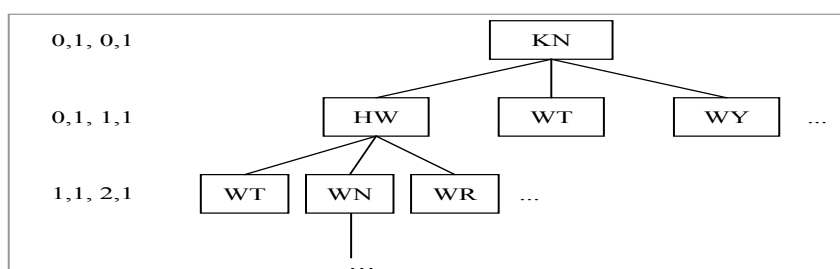 0,1, 0,1 KN
0,1, 1,1 HW WT WY ...
1,1, 2,1 WT WN WR ...
...